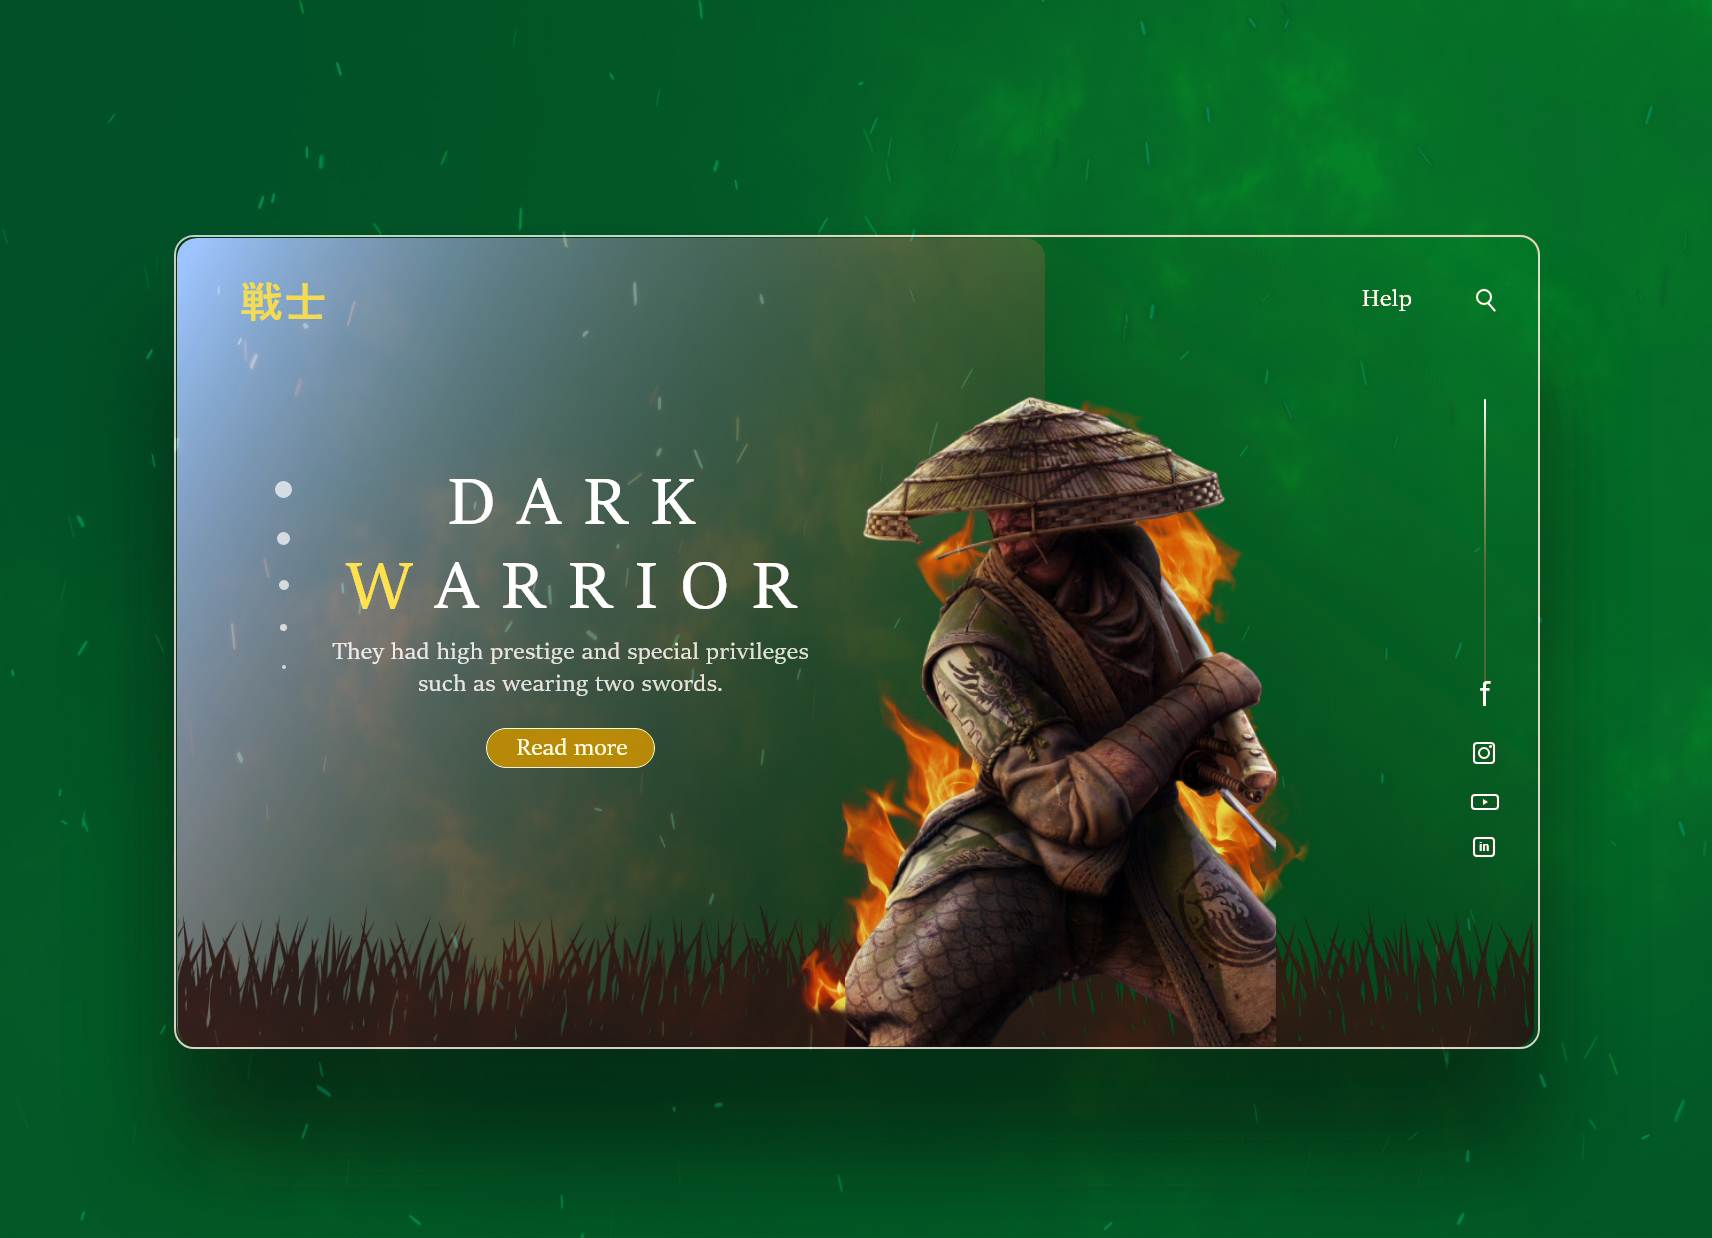 戦士
Help
DARK
WARRIOR
They had high prestige and special privileges
such as wearing two swords.
Read more
f
in